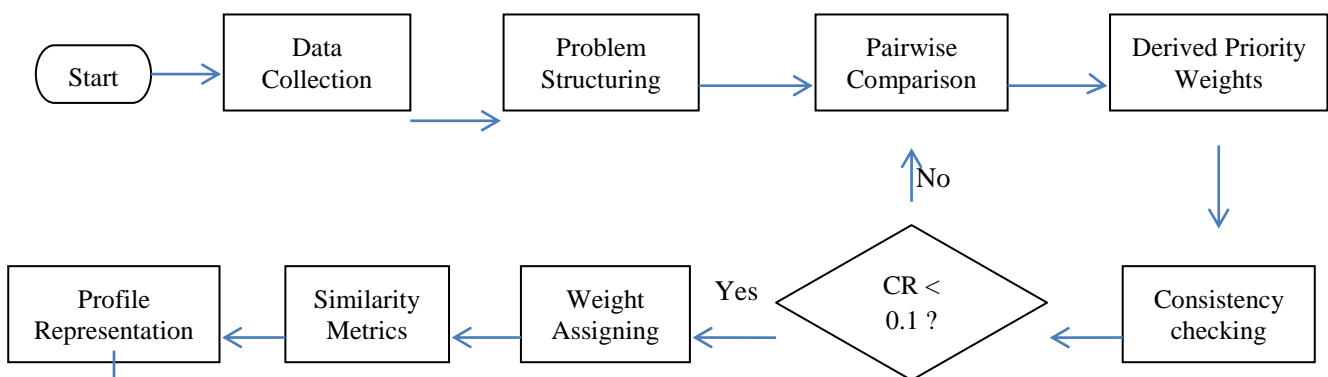 Start
Data
Collection
Problem
Structuring
Pairwise
Comparison
Derived Priority
Weights
No
Profile
Representation
Similarity
Metrics
Weight
Assigning
Yes
CR <
0.1 ?
Consistency
checking